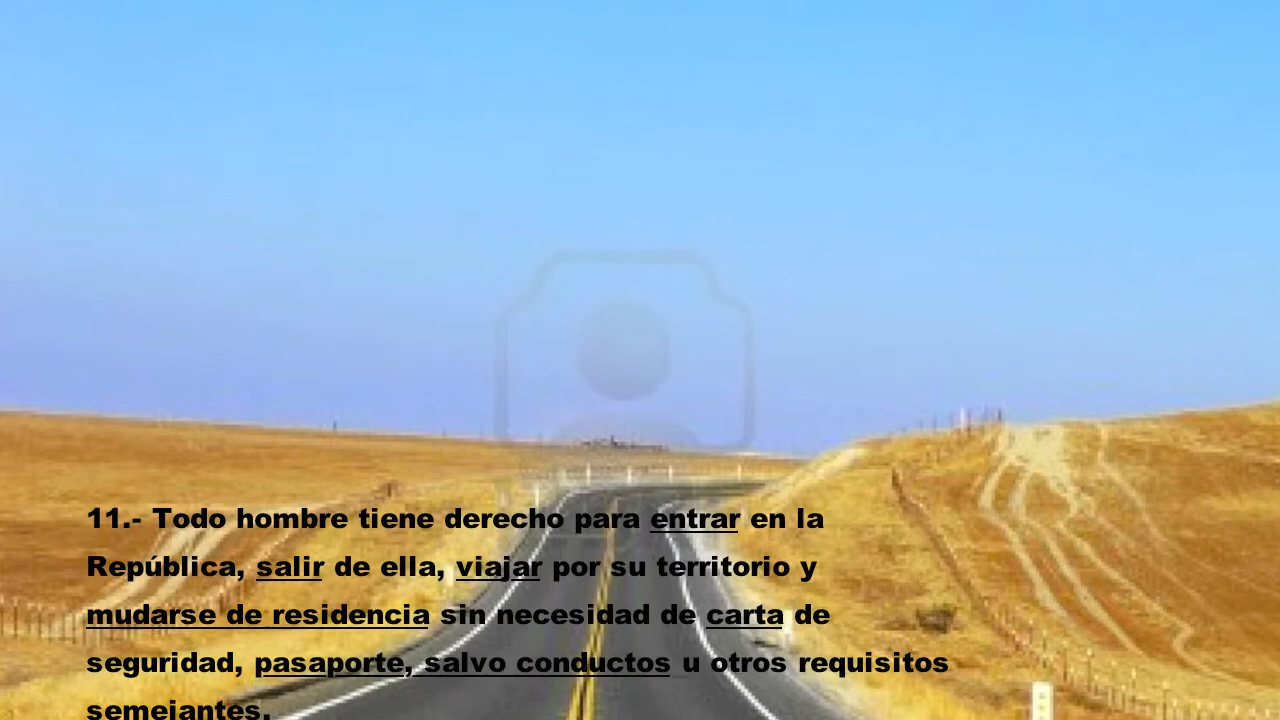 11.- Todo hombre tiene derecho para entrar en la
República, salir de ella, viajar por su territorio y
mudarse de residencia sin necesidad de carta de
seguridad, pasaporte, salvo conductos u otros requisitos
semejantes.